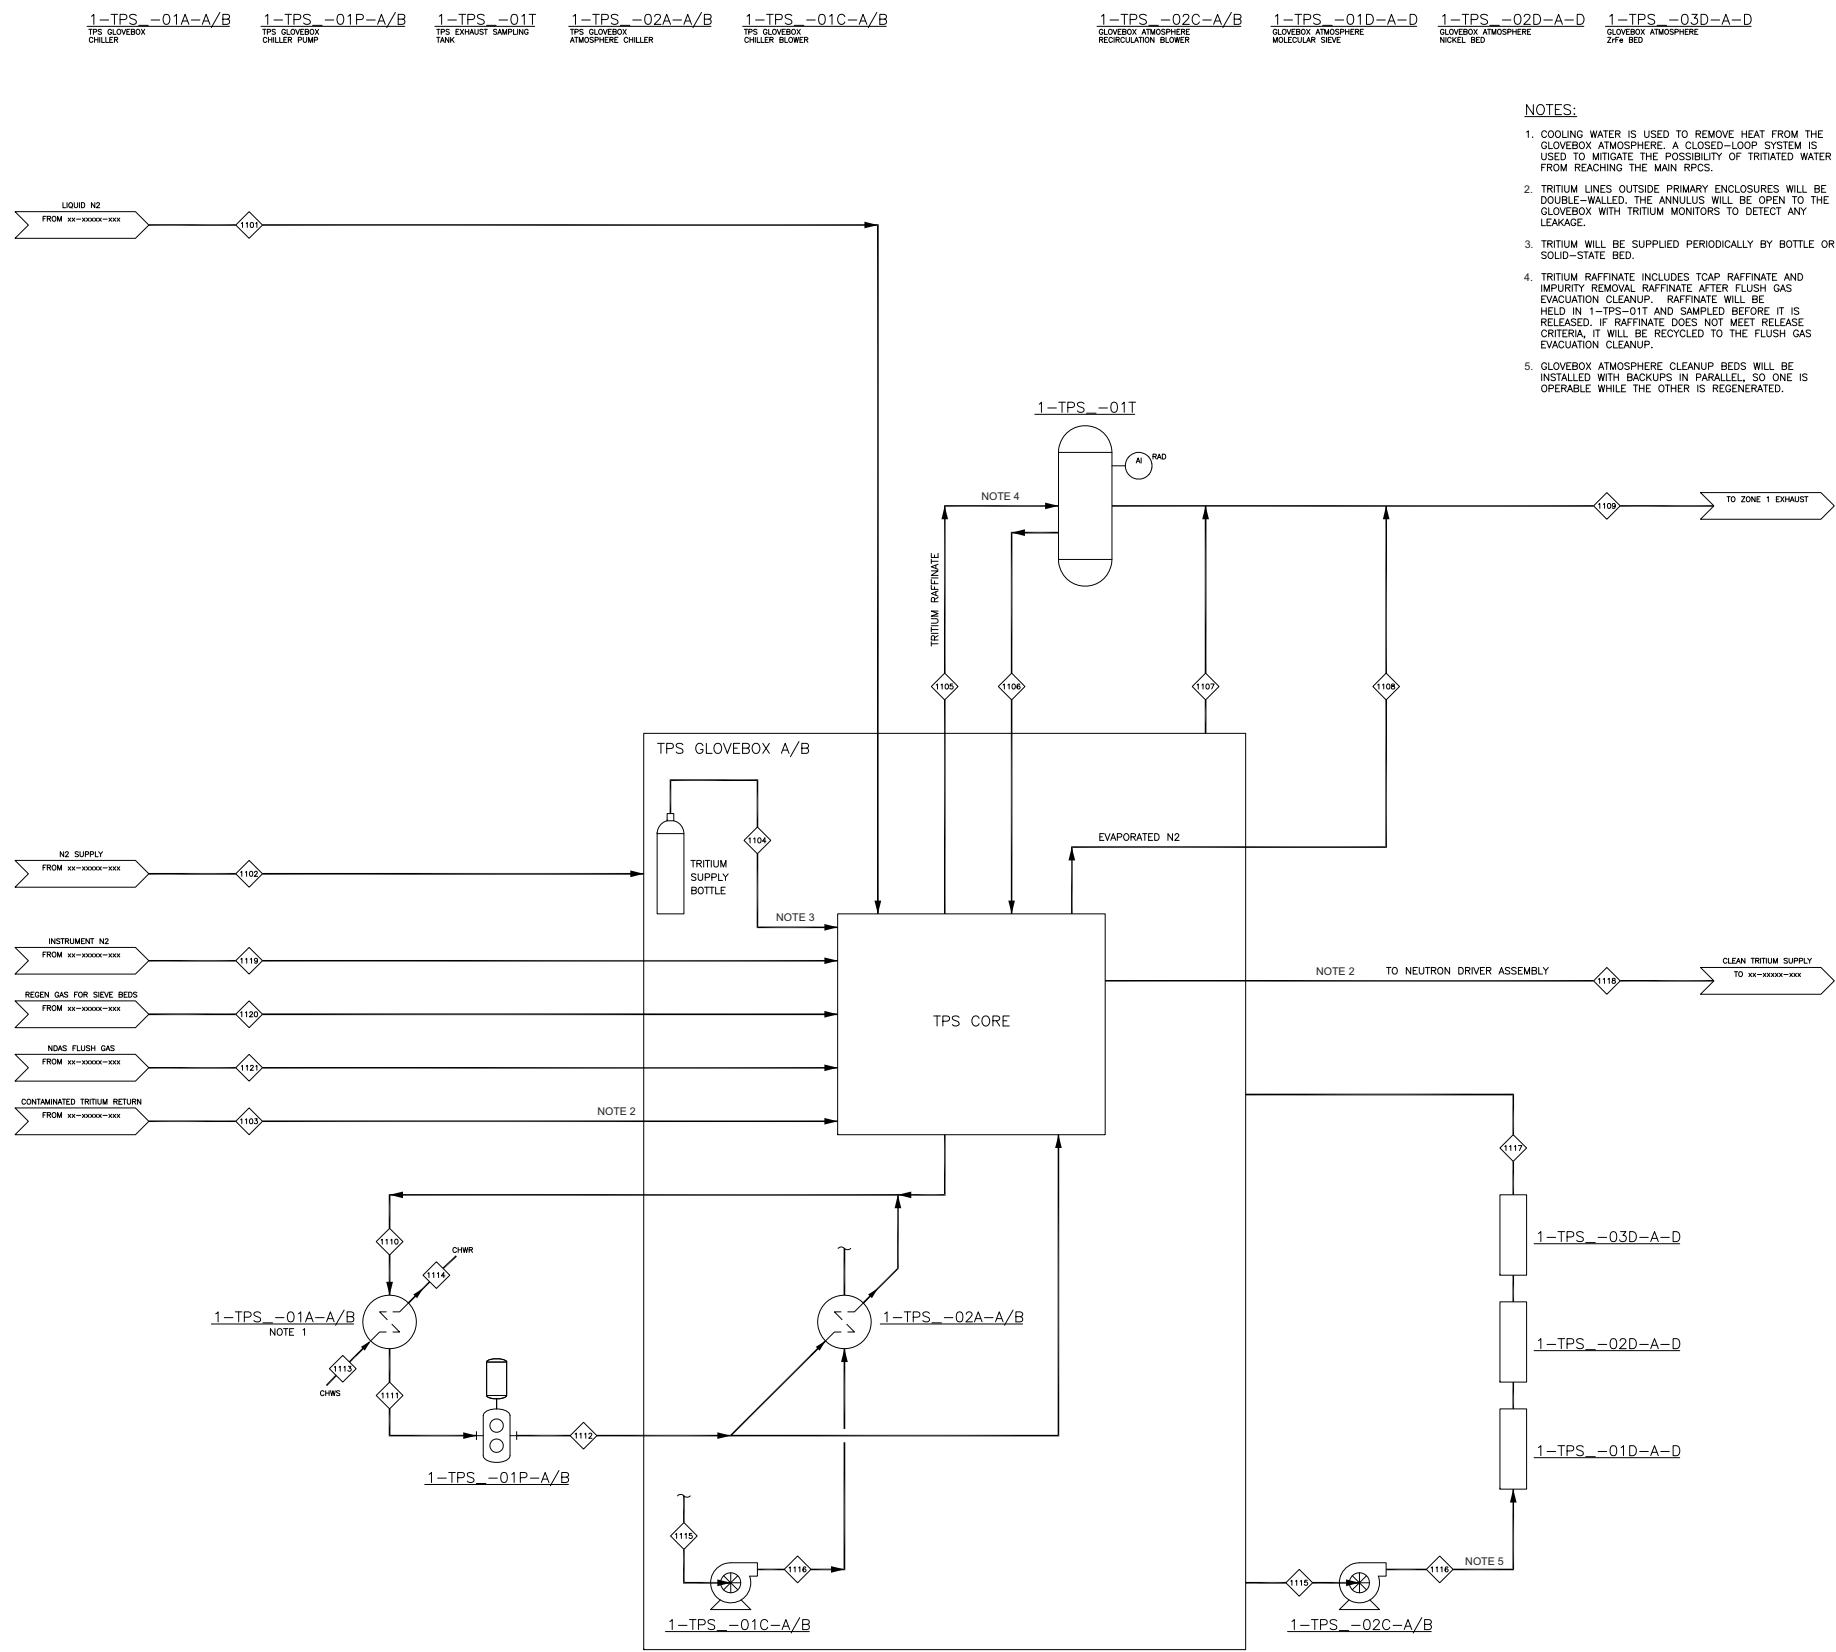 1-TPS_-01A-A/B
TPS GLOVEBOX
CHILLER
1-TPS_-01P-A/B
TPS GLOVEBOX
CHILLER PUMP
1-TPS_-01T
TPS EXHAUST SAMPLING
TANK
1-TPS_-02A-A/B
TPS GLOVEBOX
ATMOSPHERE CHILLER
1-TPS_-01C-A/B
TPS GLOVEBOX
CHILLER BLOWER
1-TPS_-02C-A/B
GLOVEBOX ATMOSPHERE
RECIRCULATION BLOWER
1-TPS_-01D-A-D
GLOVEBOX ATMOSPHERE
MOLECULAR SIEVE
1-TPS_-02D-A-D
GLOVEBOX ATMOSPHERE
NICKEL BED
1-TPS_-03D-A-D
GLOVEBOX ATMOSPHERE
ZrFe BED
NOTES:
1. COOLING WATER IS USED TO REMOVE HEAT FROM THE
GLOVEBOX ATMOSPHERE. A CLOSED-LOOP SYSTEM IS
USED TO MITIGATE THE POSSIBILITY OF TRITIATED WATER
FROM REACHING THE MAIN RPCS.
2. TRITIUM LINES OUTSIDE PRIMARY ENCLOSURES WILL BE
DOUBLE-WALLED. THE ANNULUS WILL BE OPEN TO THE
GLOVEBOX WITH TRITIUM MONITORS TO DETECT ANY
LEAKAGE.
3. TRITIUM WILL BE SUPPLIED PERIODICALLY BY BOTTLE OR
SOLID-STATE BED.
4. TRITIUM RAFFINATE INCLUDES TCAP RAFFINATE AND
IMPURITY REMOVAL RAFFINATE AFTER FLUSH GAS
EVACUATION CLEANUP. RAFFINATE WILL BE
HELD IN 1-TPS-01T AND SAMPLED BEFORE IT IS
RELEASED. IF RAFFINATE DOES NOT MEET RELEASE
CRITERIA, IT WILL BE RECYCLED TO THE FLUSH GAS
EVACUATION CLEANUP.
5. GLOVEBOX ATMOSPHERE CLEANUP BEDS WILL BE
INSTALLED WITH BACKUPS IN PARALLEL, SO ONE IS
OPERABLE WHILE THE OTHER IS REGENERATED.
LIQUID N2
FROM xx-xxxxx-xxx
1101
1-TPS_-01T
AI
RAD
NOTE 4
1109
TO ZONE 1 EXHAUST
TRITIUM RAFFINATE
1105
1106
1107
1108
TPS GLOVEBOX A/B
N2 SUPPLY
FROM xx-xxxxx-xxx
1102
TRITIUM
SUPPLY
BOTTLE
1104
NOTE 3
EVAPORATED N2
INSTRUMENT N2
FROM xx-xxxxx-xxx
1119
REGEN GAS FOR SIEVE BEDS
FROM xx-xxxxx-xxx
1120
NDAS FLUSH GAS
FROM xx-xxxxx-xxx
1121
CONTAMINATED TRITIUM RETURN
FROM xx-xxxxx-xxx
1103
NOTE 2
TPS CORE
NOTE 2
TO NEUTRON DRIVER ASSEMBLY
1118
CLEAN TRITIUM SUPPLY
TO xx-xxxxx-xxx
1117
1-TPS_-03D-A-D
1-TPS_-02D-A-D
1-TPS_-01D-A-D
1110
1114
CHWR
1-TPS_-01A-A/B
NOTE 1
1113
CHWS
1111
1112
1-TPS_-01P-A/B
1-TPS_-02A-A/B
1115
1116
1-TPS_-01C-A/B
1115
1116
NOTE 5
1-TPS_-02C-A/B